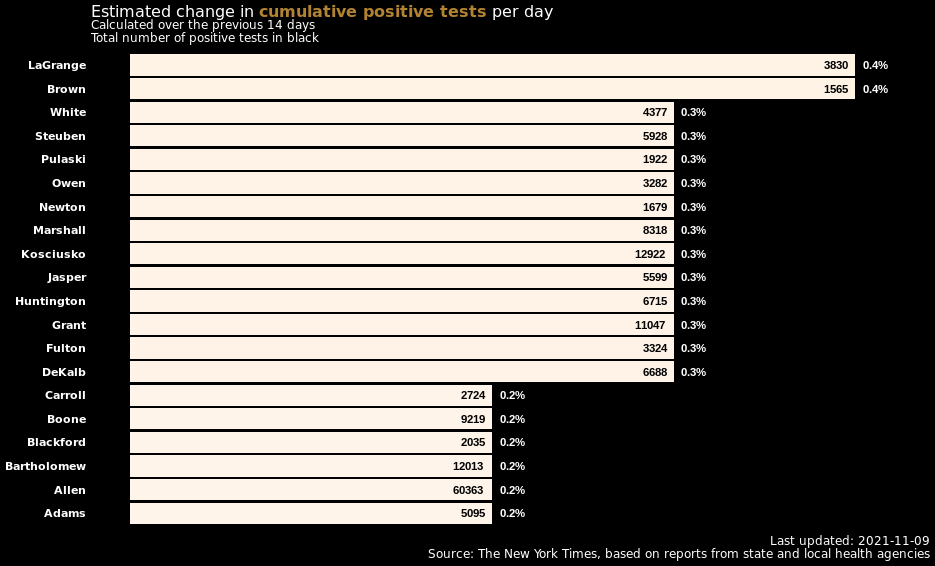 Estimated change in cumulative positive tests per day
Calculated over the previous 14 days
Total number of positive tests in black
LaGrange 3830 0.4%
Brown 1565 0.4%
White 4377 0.3%
Steuben 5928 0.3%
Pulaski 1922 0.3%
Owen 3282 0.3%
Newton 1679 0.3%
Marshall 8318 0.3%
Kosciusko 12922 0.3%
Jasper 5599 0.3%
Huntington 6715 0.3%
Grant 11047 0.3%
Fulton 3324 0.3%
DeKalb 6688 0.3%
Carroll 2724 0.2%
Boone 9219 0.2%
Blackford 2035 0.2%
Bartholomew 12013 0.2%
Allen 60363 0.2%
Adams 5095 0.2%
Last updated: 2021-11-09
Source: The New York Times, based on reports from state and local health agencies